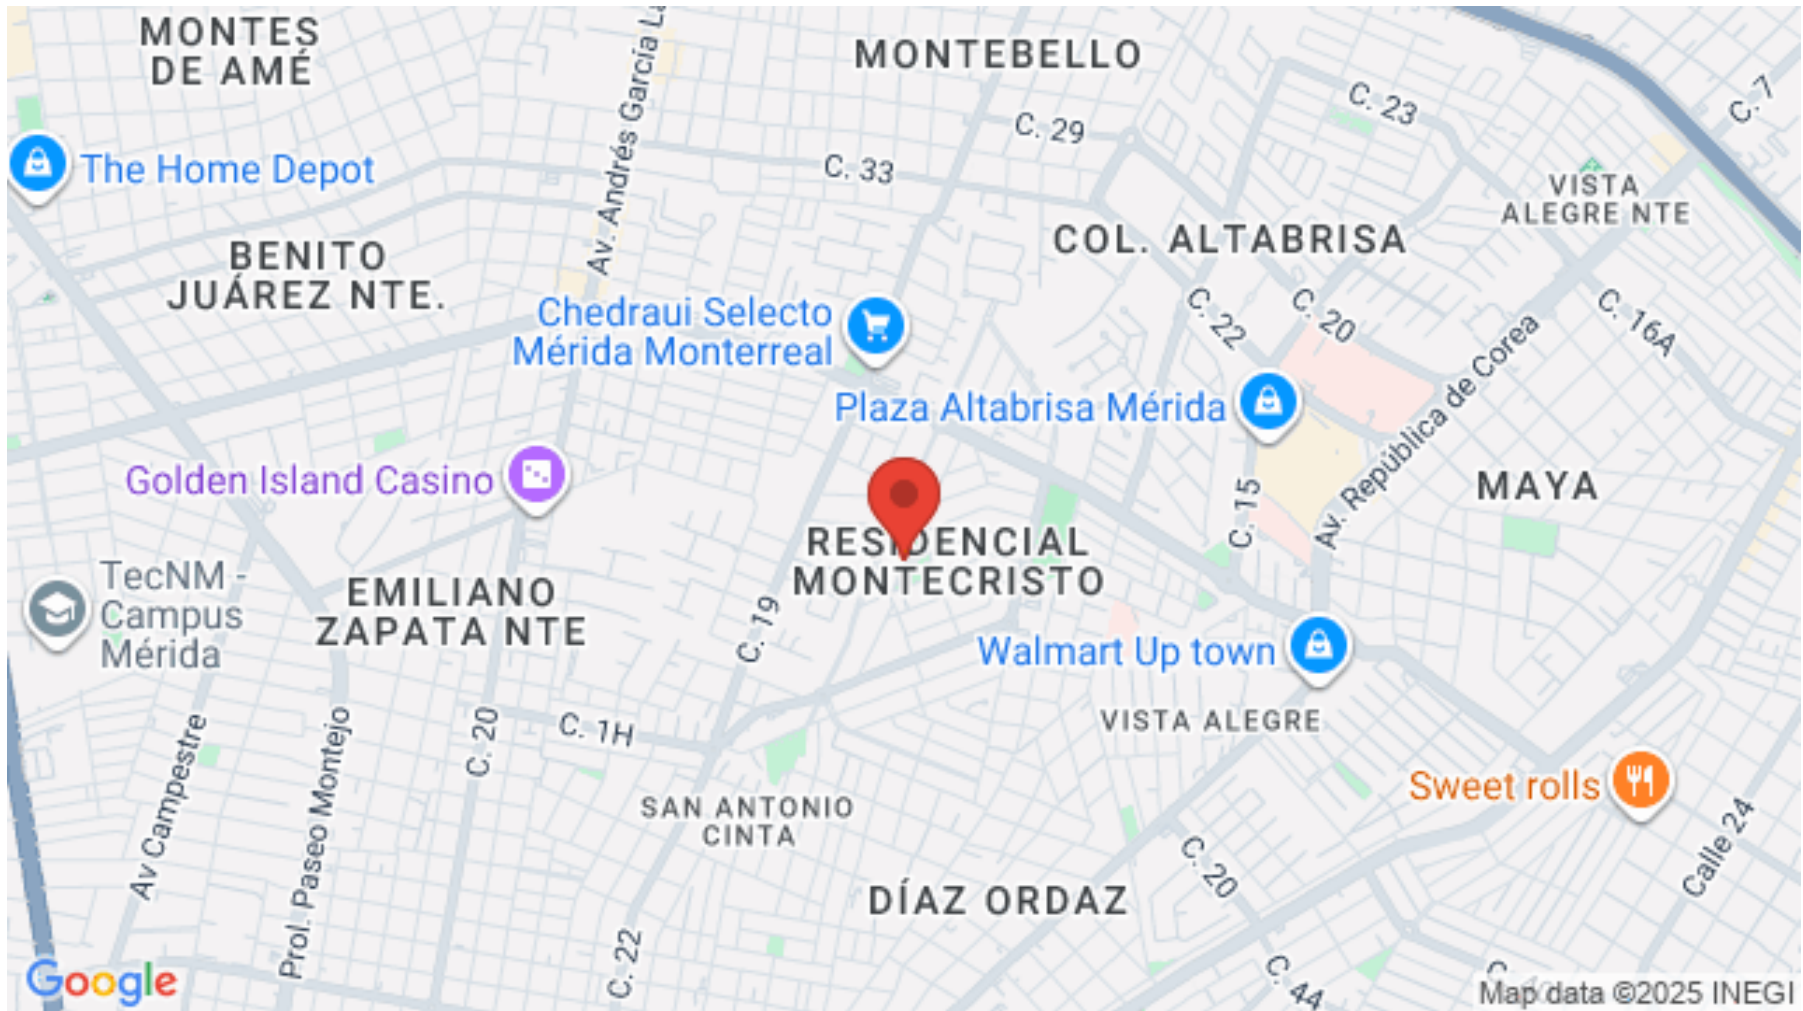 MONTES
DE AMÉ
MONTEBELLO
C. 7
C. 23
C. 29
The Home Depot
Av. Andrés García La
C. 33
VISTA
ALEGRE NTE
BENITO
JUÁREZ NTE.
COL. ALTABRISA
Chedraui Selecto
Mérida Monterreal
C. 22
C. 20
C. 16A
Plaza Altabrisa Mérida
Av. República de Corea
Golden Island Casino
C. 15
MAYA
RESIDENCIAL
MONTECRISTO
TecNM -
Campus
Mérida
EMILIANO
ZAPATA NTE
C. 19
Walmart Up town
VISTA ALEGRE
C. 1H
C. 20
Av Campestre
Prol. Paseo Montejo
Sweet rolls
SAN ANTONIO
CINTA
C. 20
Calle 24
DÍAZ ORDAZ
C. 22
C. 44
Google
Map data ©2025 INEGI